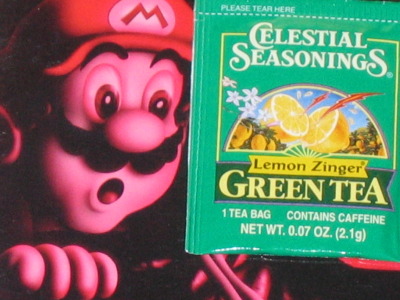 PLEASE TEAR HERE
CELESTIAL
SEASONINGS®
Lemon Zinger®
GREEN TEA
1 TEA BAG CONTAINS CAFFEINE
NET WT. 0.07 OZ. (2.1g)
M